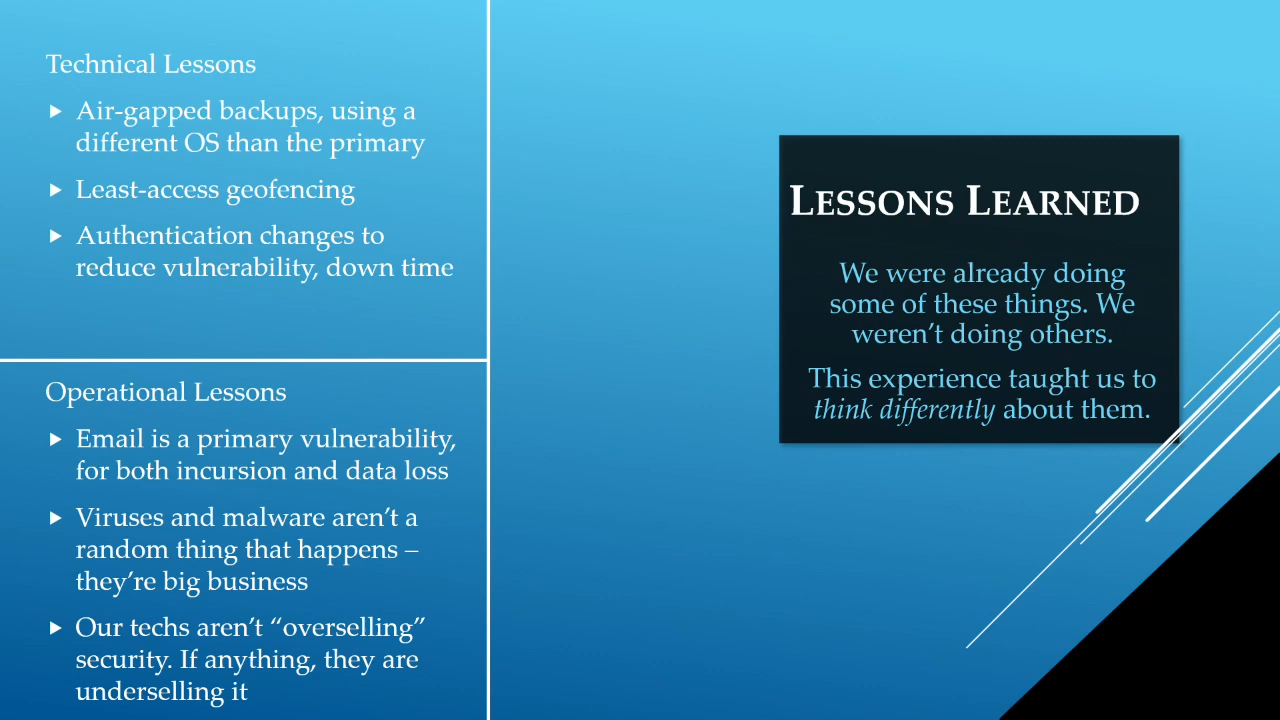 Technical Lessons
Air-gapped backups, using a
different OS than the primary
Least-access geofencing
Authentication changes to
reduce vulnerability, down time
Operational Lessons
Email is a primary vulnerability,
for both incursion and data loss
Viruses and malware aren’t a
random thing that happens –
they’re big business
Our techs aren’t “overselling”
security. If anything, they are
underselling it
LESSONS LEARNED
We were already doing
some of these things. We
weren’t doing others.
This experience taught us to
think differently about them.